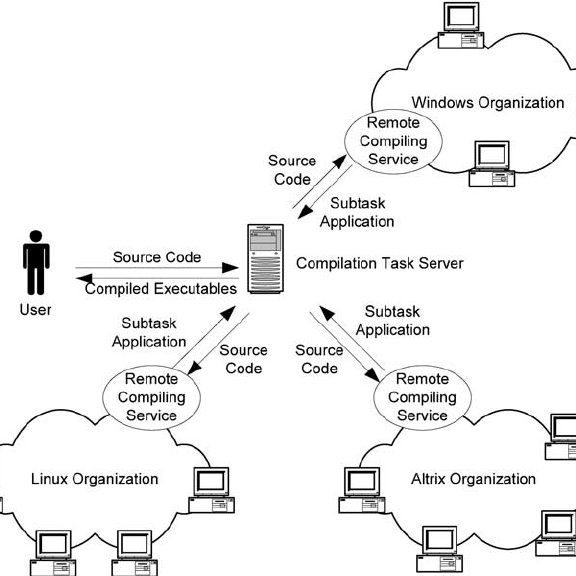 Windows Organization
Remote
Compiling
Service
Source
Code
Subtask
Application
Source Code
Compilation Task Server
Compiled Executables
User
Subtask
Application
Source
Code
Subtask
Application
Source
Code
Remote
Compiling
Service
Remote
Compiling
Service
Linux Organization
Altrix Organization